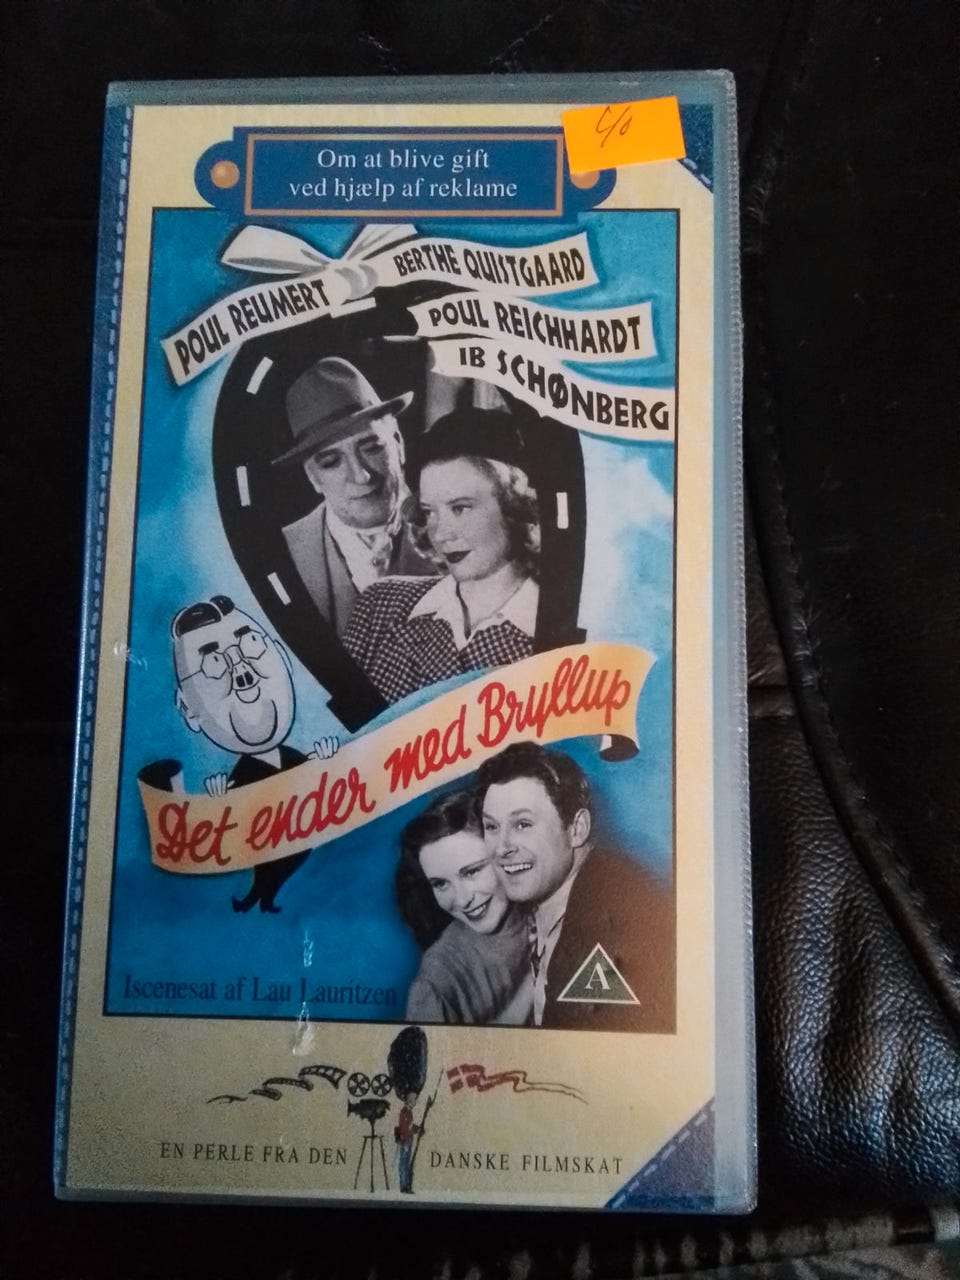 Om at blive gift
ved hjælp af reklame
POUL REUMERT
BERTHE QUISTGAARD
POUL REICHHARDT
IB SCHØNBERG
Det ender med Bryllup
Iscenesat af Lau Lauritzen
A
EN PERLE FRA DEN DANSKE FILMSKAT